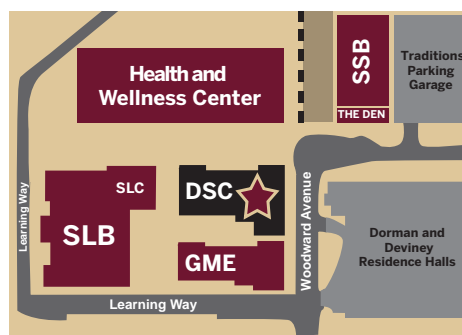 Health and
Wellness Center
SSB
THE DEN
Traditions
Parking
Garage
Learning Way
SLC
SLB
DSC
GME
Woodward Avenue
Dorman and
Deviney
Residence Halls
Learning Way